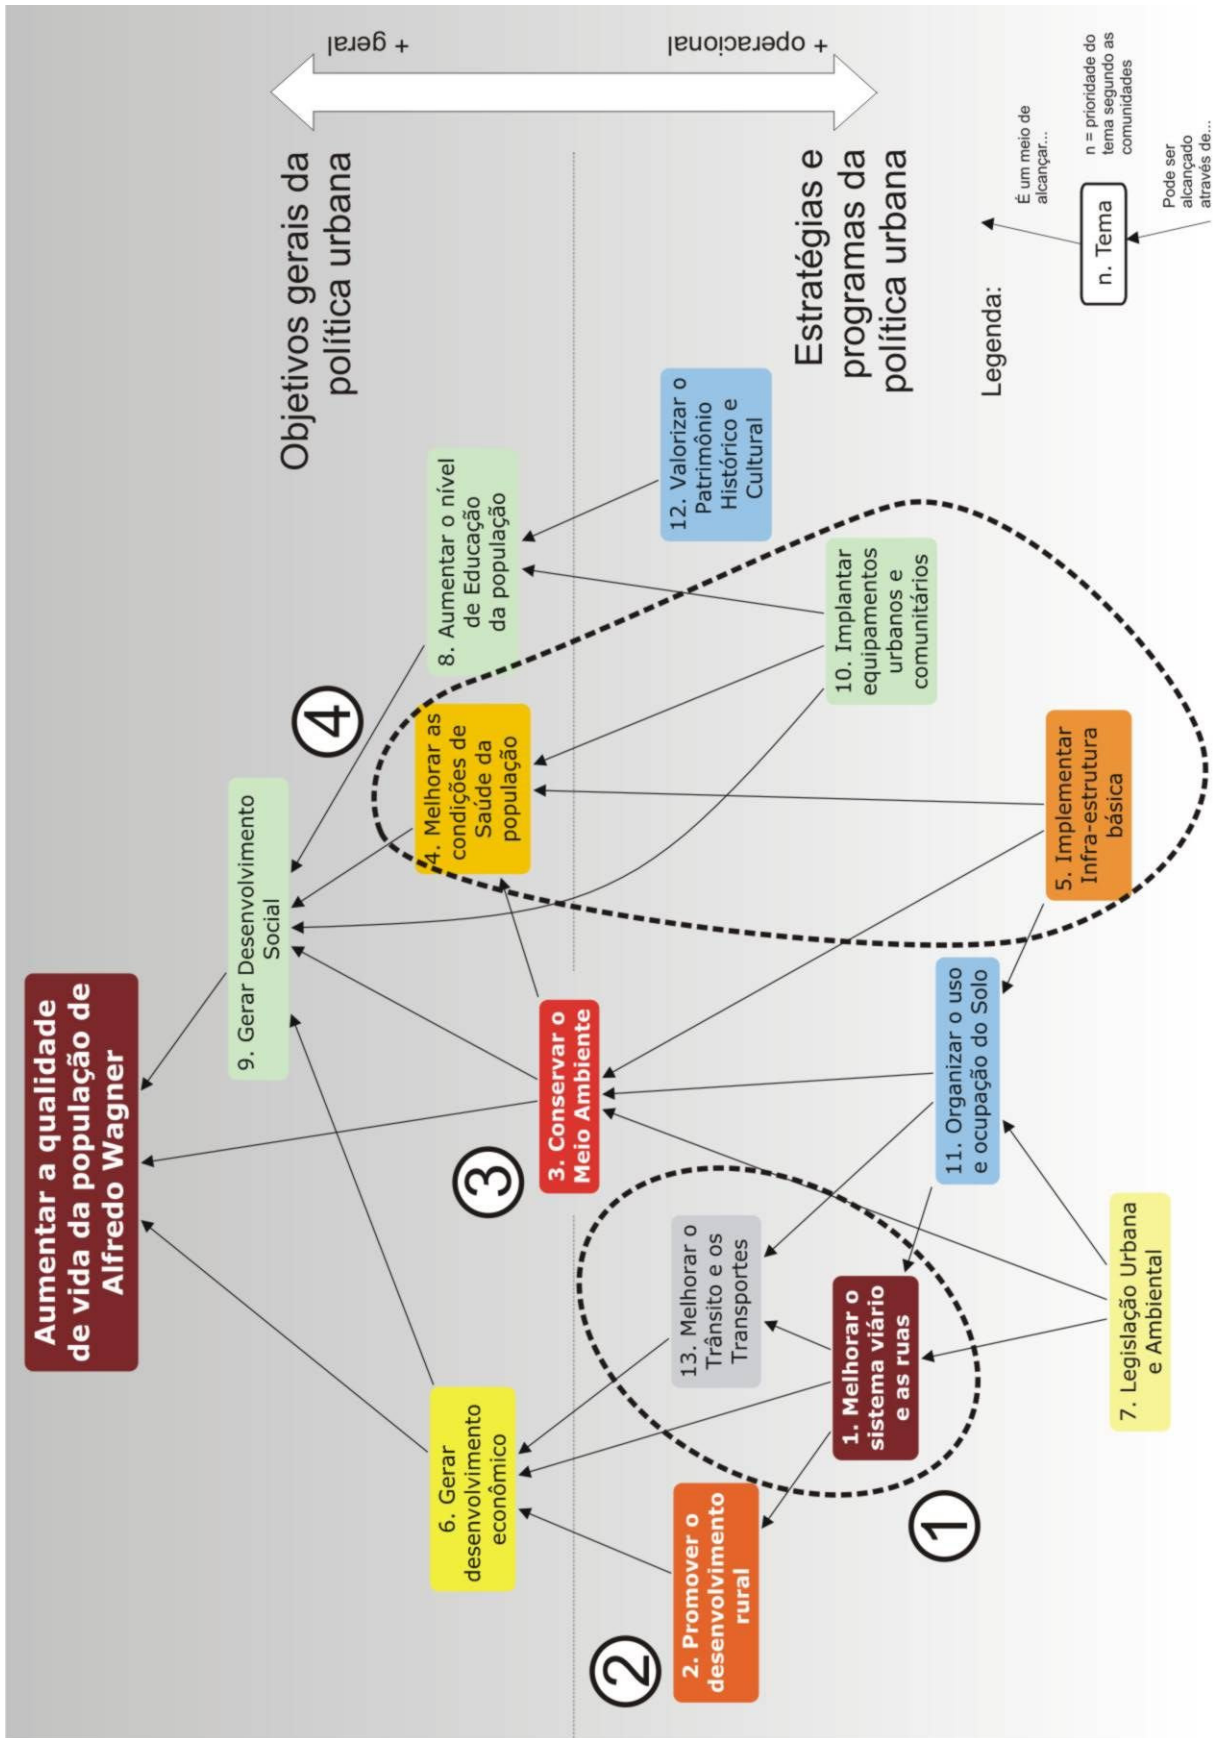 Aumentar a qualidade
de vida da população de
Alfredo Wagner
9. Gerar Desenvolvimento
Social
Objetivos gerais da
política urbana
+ geral
+ operacional
4
6. Gerar
desenvolvimento
econômico
3
4. Melhorar as
condições de
Saúde da
população
8. Aumentar o nível
de Educação
da população
3. Conservar o
Meio Ambiente
2
2. Promover o
desenvolvimento
rural
13. Melhorar o
Trânsito e os
Transportes
12. Valorizar o
Patrimônio
Histórico e
Cultural
Estratégias e
programas da
política urbana
1
1. Melhorar o
sistema viário
e as ruas
11. Organizar o uso
e ocupação do Solo
10. Implantar
equipamentos
urbanos e
comunitários
7. Legislação Urbana
e Ambiental
5. Implementar
Infra-estrutura
básica
Legenda:
É um meio de
alcançar...
n. Tema
n = prioridade do
tema segundo as
comunidades
Pode ser
alcançado
através de...